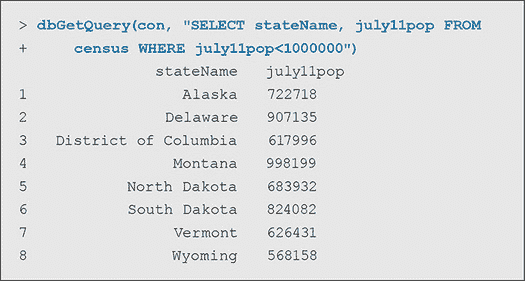 > dbGetQuery(con, "SELECT stateName, july11pop FROM
+ census WHERE july11pop<1000000")
stateName july11pop
1 Alaska 722718
2 Delaware 907135
3 District of Columbia 617996
4 Montana 998199
5 North Dakota 683932
6 South Dakota 824082
7 Vermont 626431
8 Wyoming 568158